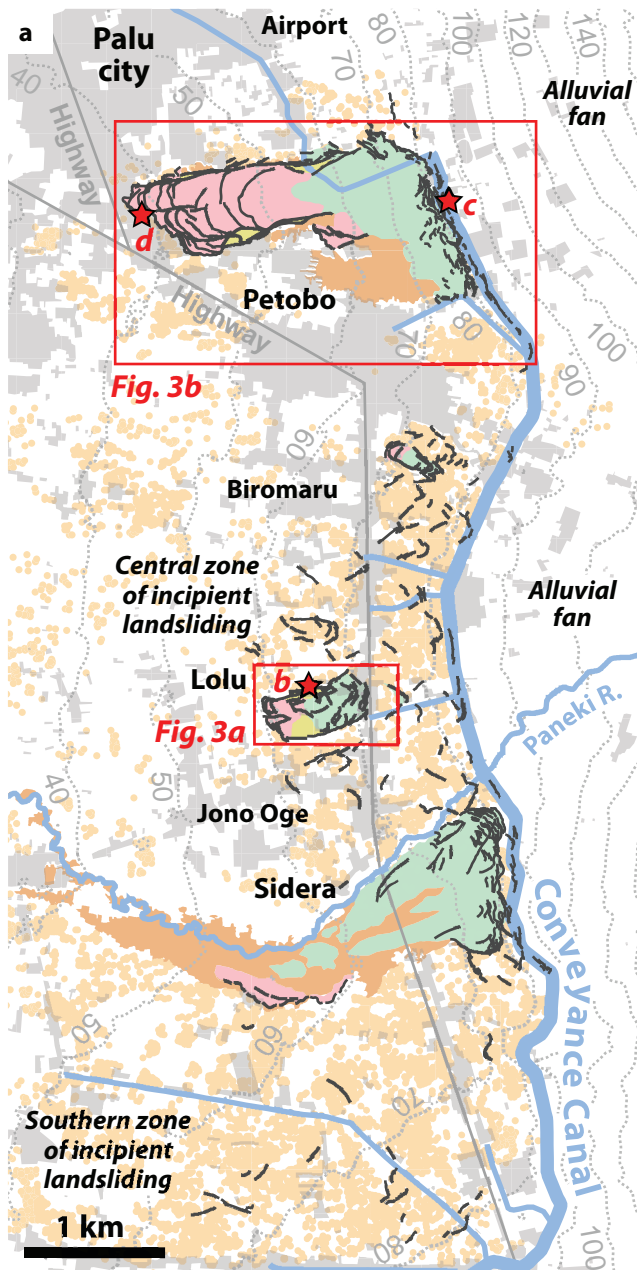 a
Airport
Palu
city
40
50
70
80
100
120
140
Alluvial
fan
Highway
c
d
Petobo
Highway
80
70
100
90
Fig. 3b
60
Biromaru
Central zone
of incipient
landsliding
Alluvial
fan
Lolu
b
Paneki R.
Fig. 3a
40
50
Jono Oge
Sidera
Conveyance Canal
50
60
70
Southern zone
of incipient
landsliding
1 km
80
100